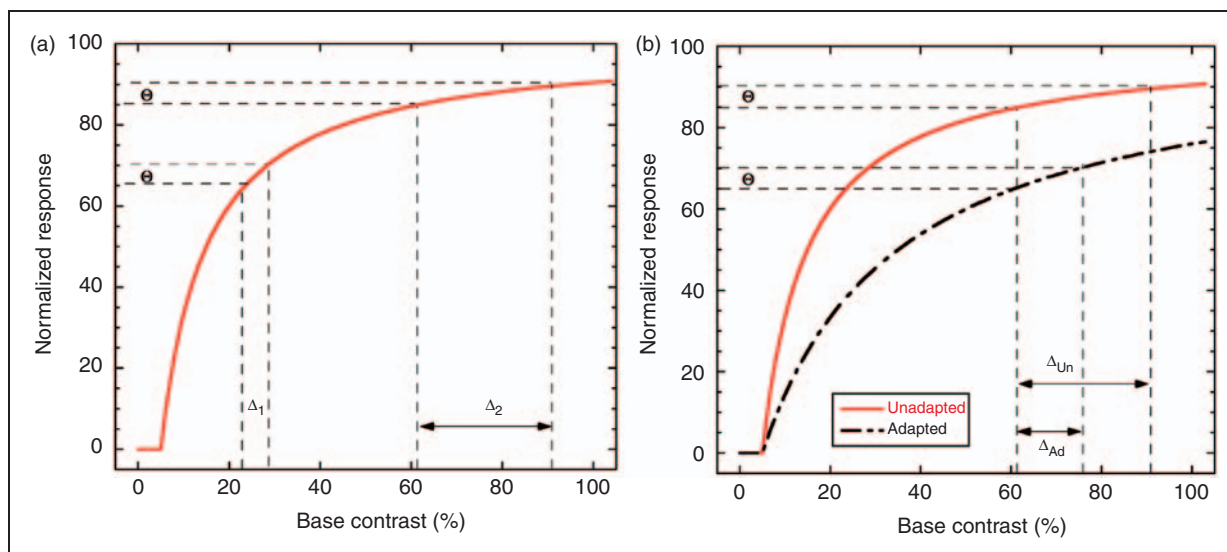 (a)
100
80
60
40
20
0
Normalized response
Θ
Θ
Δ1
Δ2
0 20 40 60 80 100
Base contrast (%)
(b)
100
80
60
40
20
0
Normalized response
Θ
Θ
ΔUn
Unadapted
Adapted
ΔAd
0 20 40 60 80 100
Base contrast (%)